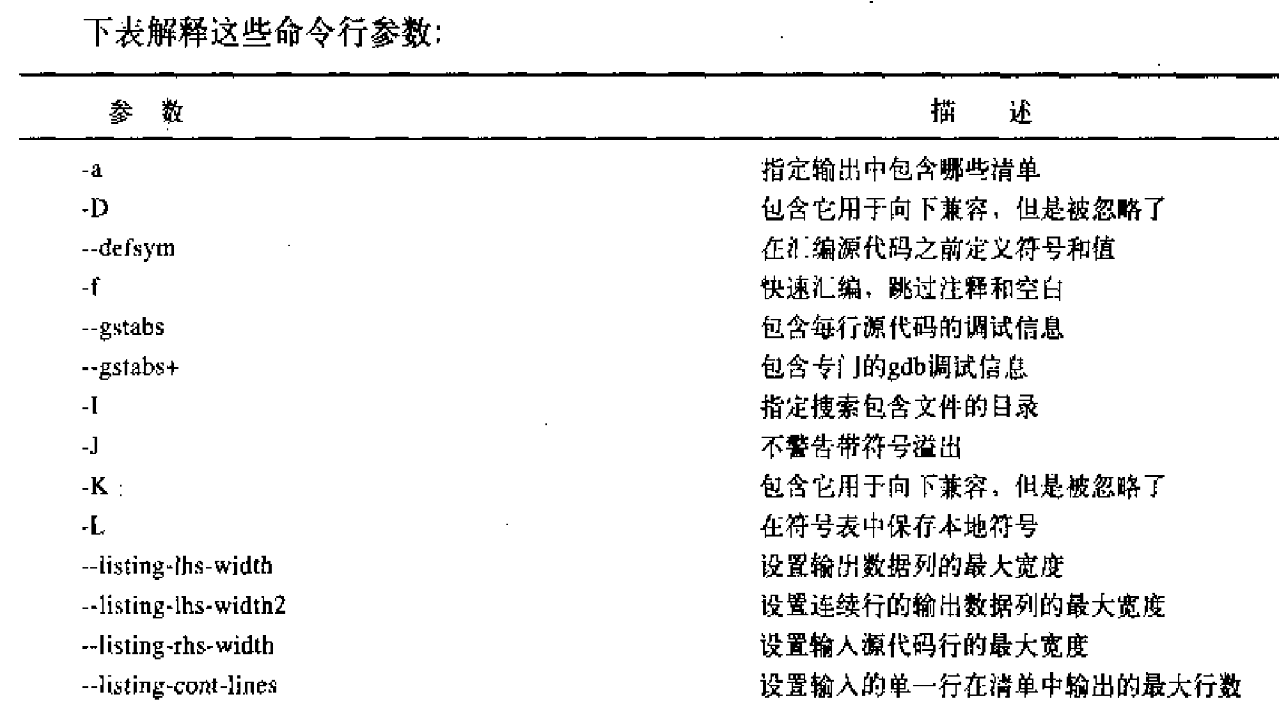 下表解释这些命令行参数：
参 数 描 述
-a 指定输出中包含哪些清单
-D 包含它用于向下兼容，但是被忽略了
--defsym 在汇编源代码之前定义符号和值
-f 快速汇编，跳过注释和空白
--gstabs 包含每行源代码的调试信息
--gstabs+ 包含专门的gdb调试信息
-I 指定搜索包含文件的目录
-J 不警告带符号溢出
-K 包含它用于向下兼容，但是被忽略了
-L 在符号表中保存本地符号
--listing-lhs-width 设置输出数据列的最大宽度
--listing-lhs-width2 设置连续行的输出数据列的最大宽度
--listing-rhs-width 设置输入源代码行的最大宽度
--listing-cont-lines 设置输入的单一行在清单中输出的最大行数